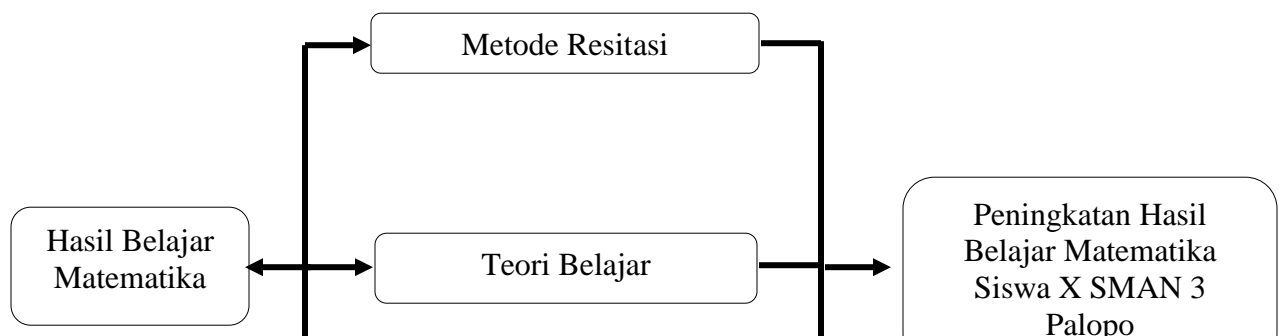 Metode Resitasi
Hasil Belajar
Matematika
Teori Belajar
Peningkatan Hasil
Belajar Matematika
Siswa X SMAN 3
Palopo